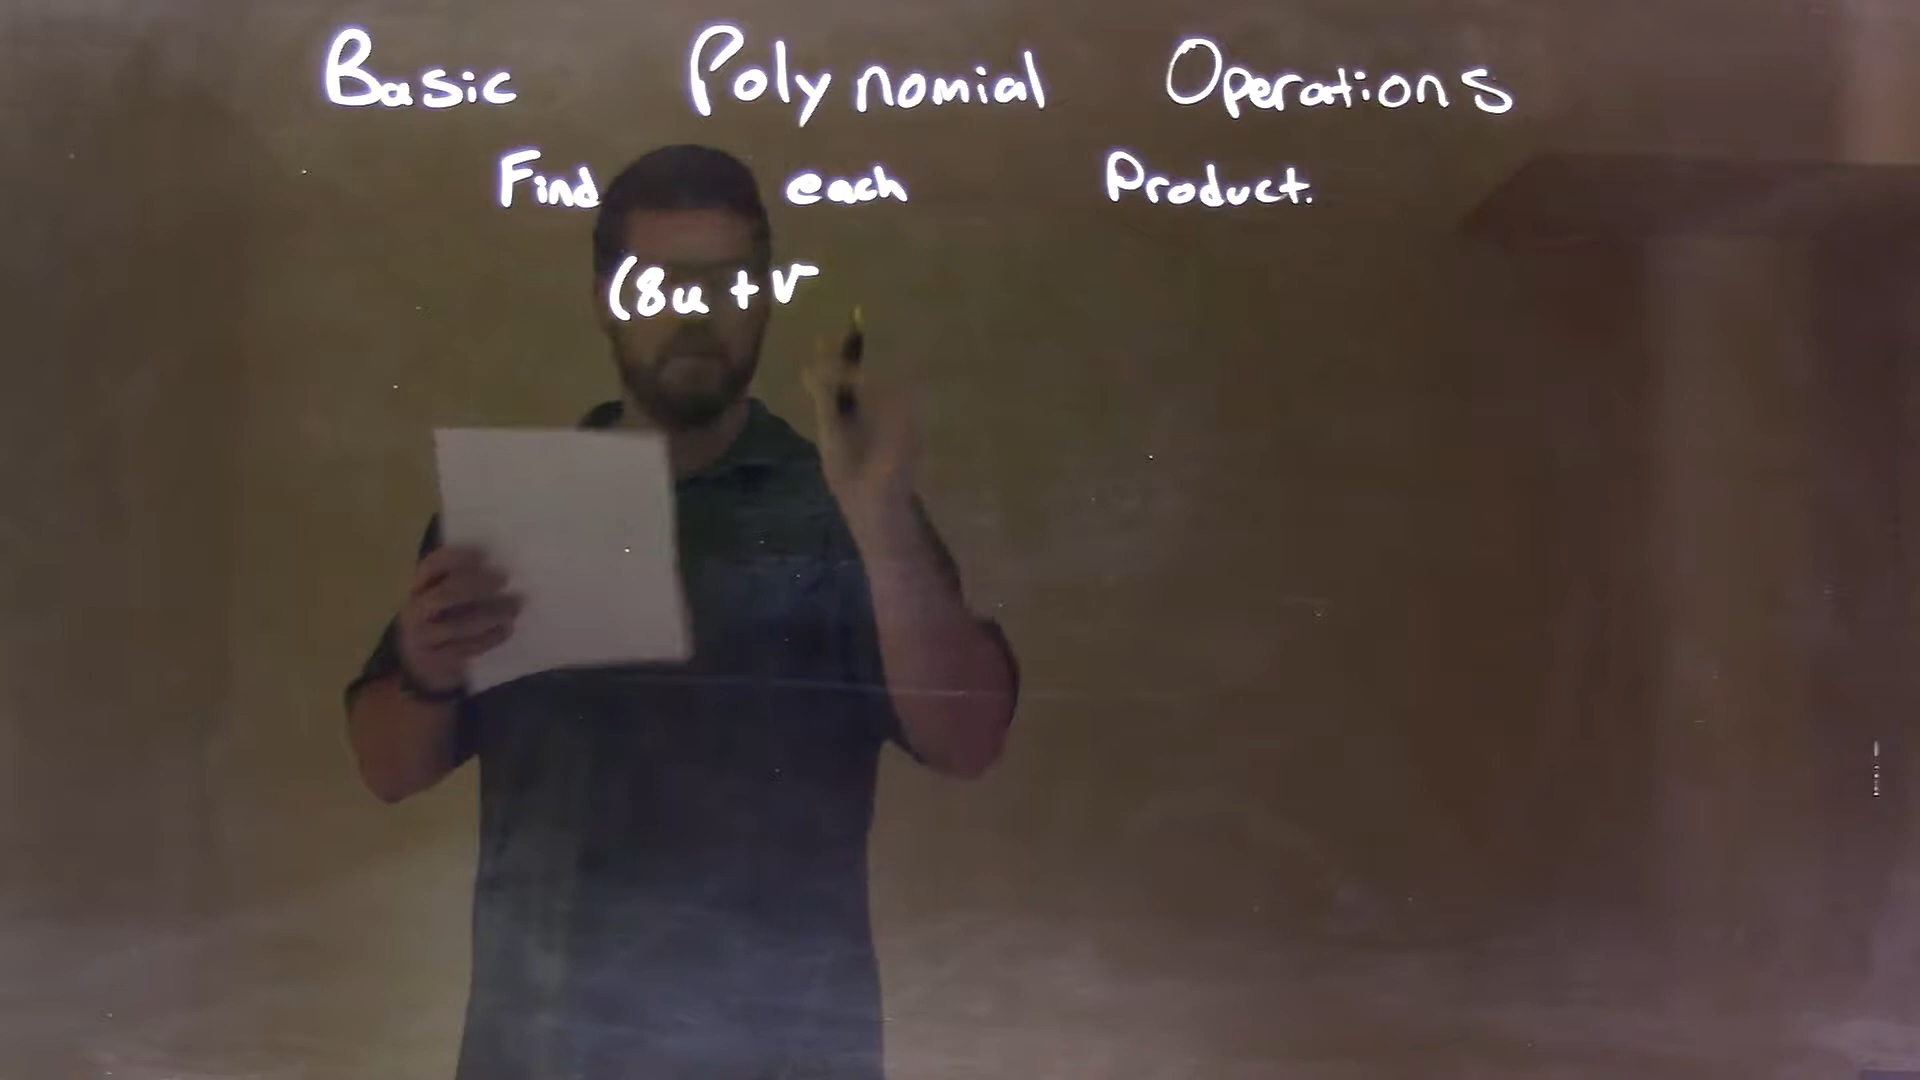 Basic Polynomial Operations
Find each Product.
(8u + v